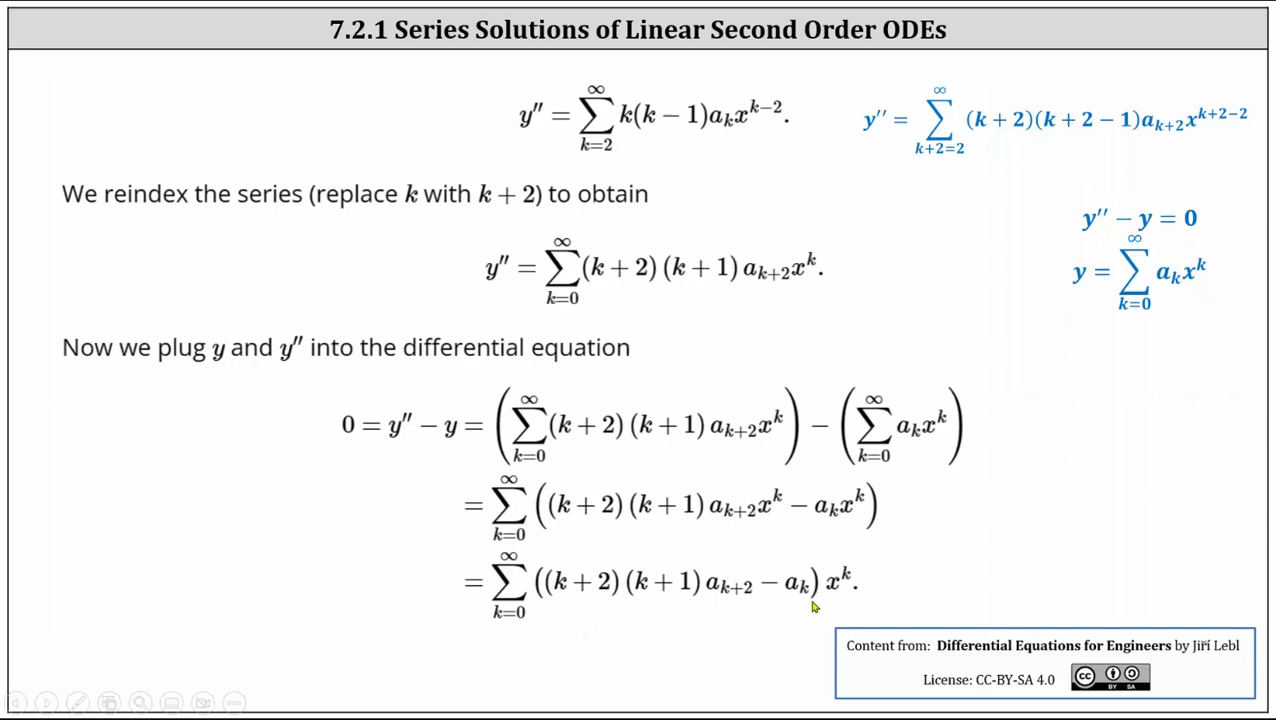 7.2.1 Series Solutions of Linear Second Order ODEs
y″ = ∑_{k=2}^{∞} k(k − 1)a_k x^{k−2}.
y′′ = ∑_{k+2=2}^{∞} (k + 2)(k + 2 − 1)a_{k+2} x^{k+2−2}
We reindex the series (replace k with k + 2) to obtain
y′′ − y = 0
y″ = ∑_{k=0}^{∞} (k + 2) (k + 1) a_{k+2} x^k.
y = ∑_{k=0}^{∞} a_k x^k
Now we plug y and y″ into the differential equation
0 = y″ − y = (∑_{k=0}^{∞} (k + 2) (k + 1) a_{k+2} x^k) − (∑_{k=0}^{∞} a_k x^k)
= ∑_{k=0}^{∞} ((k + 2) (k + 1) a_{k+2} x^k − a_k x^k)
= ∑_{k=0}^{∞} ((k + 2) (k + 1) a_{k+2} − a_k) x^k.
Content from: Differential Equations for Engineers by Jiří Lebl
License: CC-BY-SA 4.0
cc BY SA